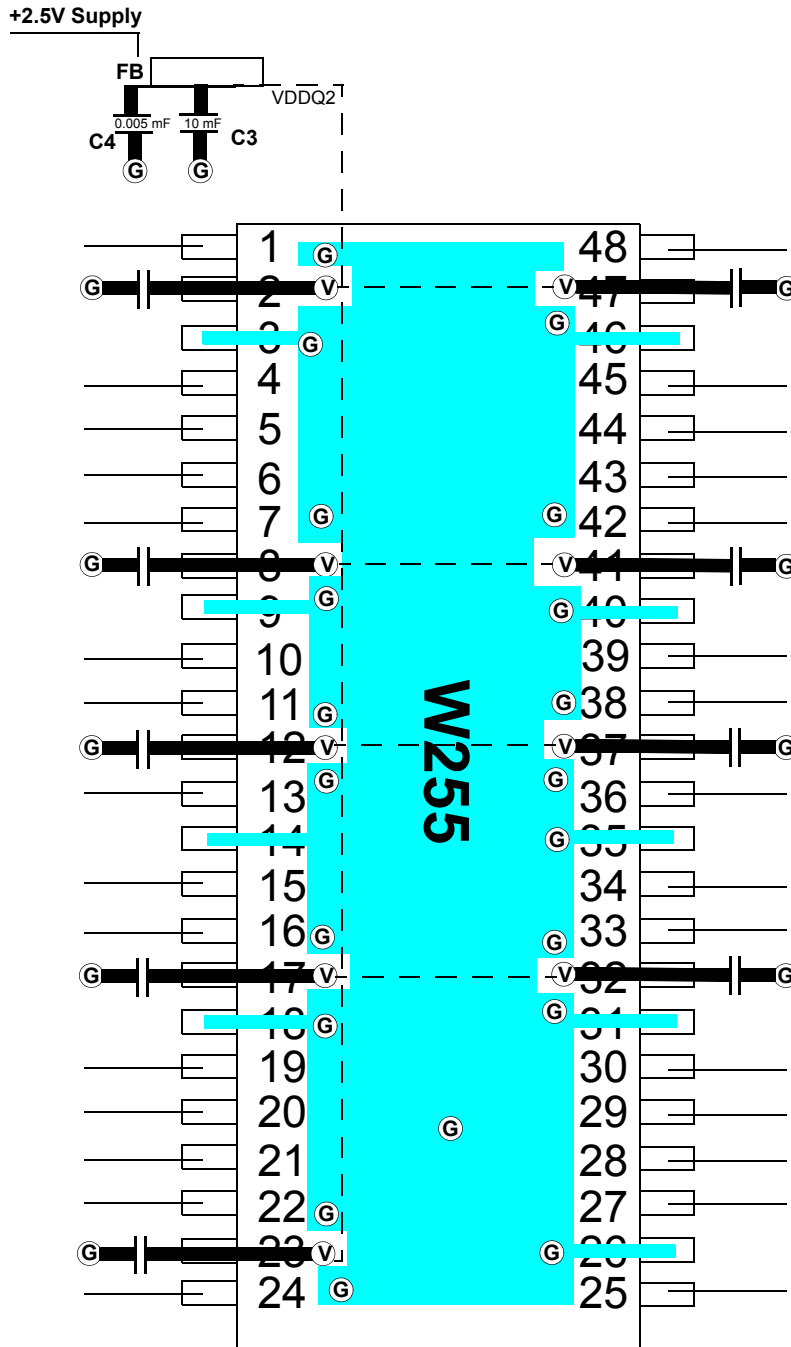 +2.5V Supply
FB
VDDQ2
0.005 mF 10 mF
C4 C3
G G
1 G 48
G 2 V V 47 G
3 G G 46
4 45
5 44
6 43
7 G G 42
G 8 V V 41 G
9 G G 40
10 39
11 G G 38
G 12 V V 37 G
13 G G 36
14 G 35
15 34
16 G G 33
G 17 V V 32 G
18 G G 31
19 30
20 29
G
21 28
22 G 27
G 23 V G 26
24 G 25
W255